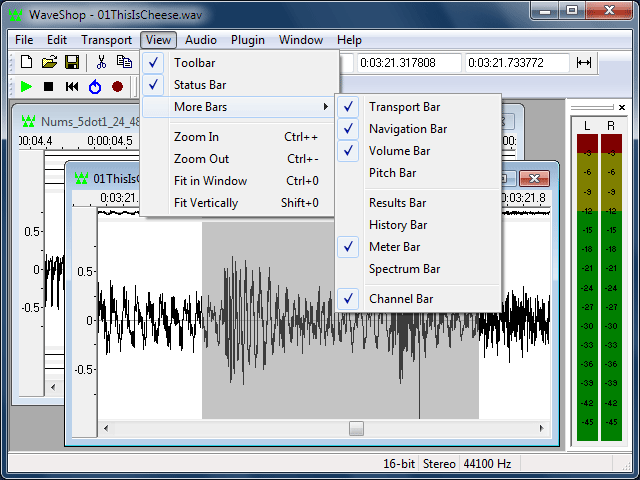 WaveShop - 01ThisIsCheese.wav
File Edit Transport View Audio Plugin Window Help
0:03:21.317808 0:03:21.733772
Toolbar
Status Bar
More Bars
Zoom In Ctrl++
Zoom Out Ctrl+-
Fit in Window Ctrl+0
Fit Vertically Shift+0
Transport Bar
Navigation Bar
Volume Bar
Pitch Bar
Results Bar
History Bar
Meter Bar
Spectrum Bar
Channel Bar
Nums_5dot1_24_48
00:04.4 0:00:04.5
0.5
0
-0.5
01ThisIsCh
0:03:21. 03:21.8
0.5
0
-0.5
L R
-3 -3
-6 -6
-9 -9
-12 -12
-15 -15
-18 -18
-21 -21
-24 -24
-27 -27
-30 -30
-33 -33
-36 -36
-39 -39
-42 -42
-45 -45
16-bit Stereo 44100 Hz